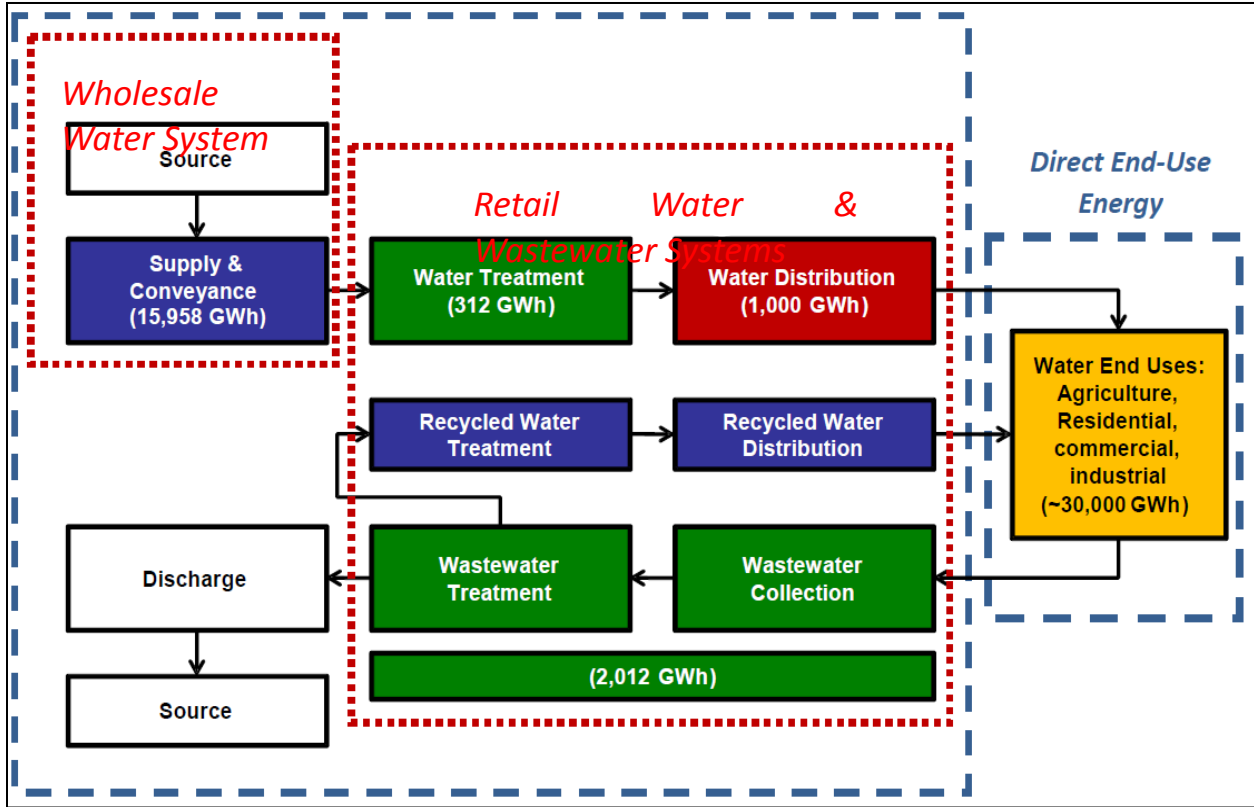 Wholesale
Water System
Source
Supply &
Conveyance
(15,958 GWh)
Retail Water &
Wastewater Systems
Water Treatment
(312 GWh)
Water Distribution
(1,000 GWh)
Direct End-Use
Energy
Water End Uses:
Agriculture,
Residential,
commercial,
industrial
(~30,000 GWh)
Recycled Water
Treatment
Recycled Water
Distribution
Discharge
Wastewater
Treatment
Wastewater
Collection
(2,012 GWh)
Source